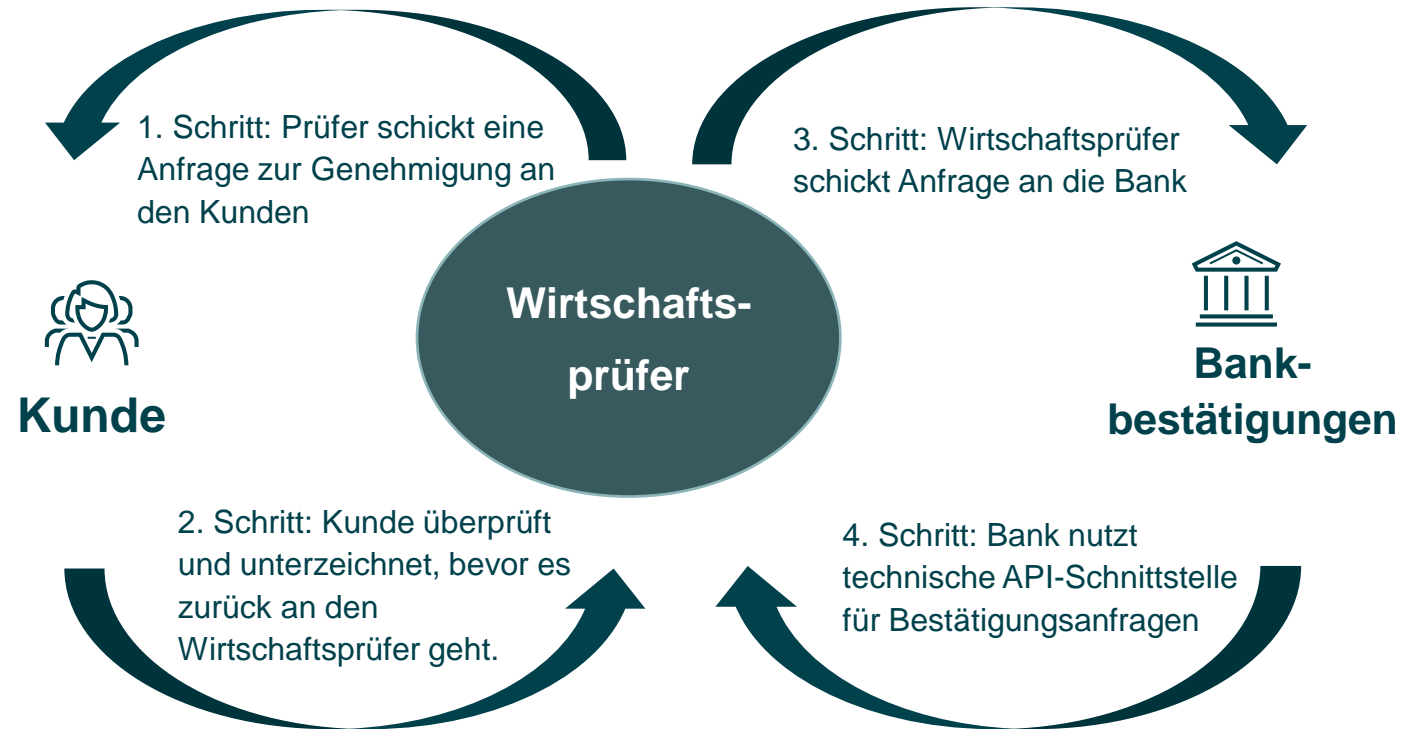 1. Schritt: Prüfer schickt eine
Anfrage zur Genehmigung an
den Kunden
3. Schritt: Wirtschaftsprüfer
schickt Anfrage an die Bank
Wirtschafts-
prüfer
Kunde
Bank-
bestätigungen
2. Schritt: Kunde überprüft
und unterzeichnet, bevor es
zurück an den
Wirtschaftsprüfer geht.
4. Schritt: Bank nutzt
technische API-Schnittstelle
für Bestätigungsanfragen